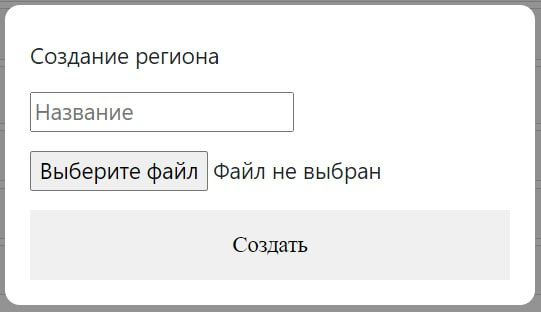 Создание региона
Название
Выберите файл Файл не выбран
Создать